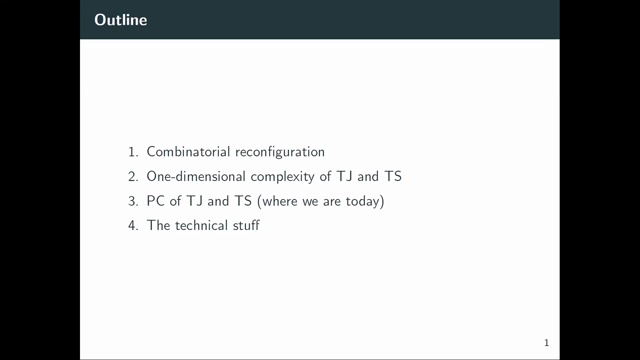 Outline
1. Combinatorial reconfiguration
2. One-dimensional complexity of TJ and TS
3. PC of TJ and TS (where we are today)
4. The technical stuff
1